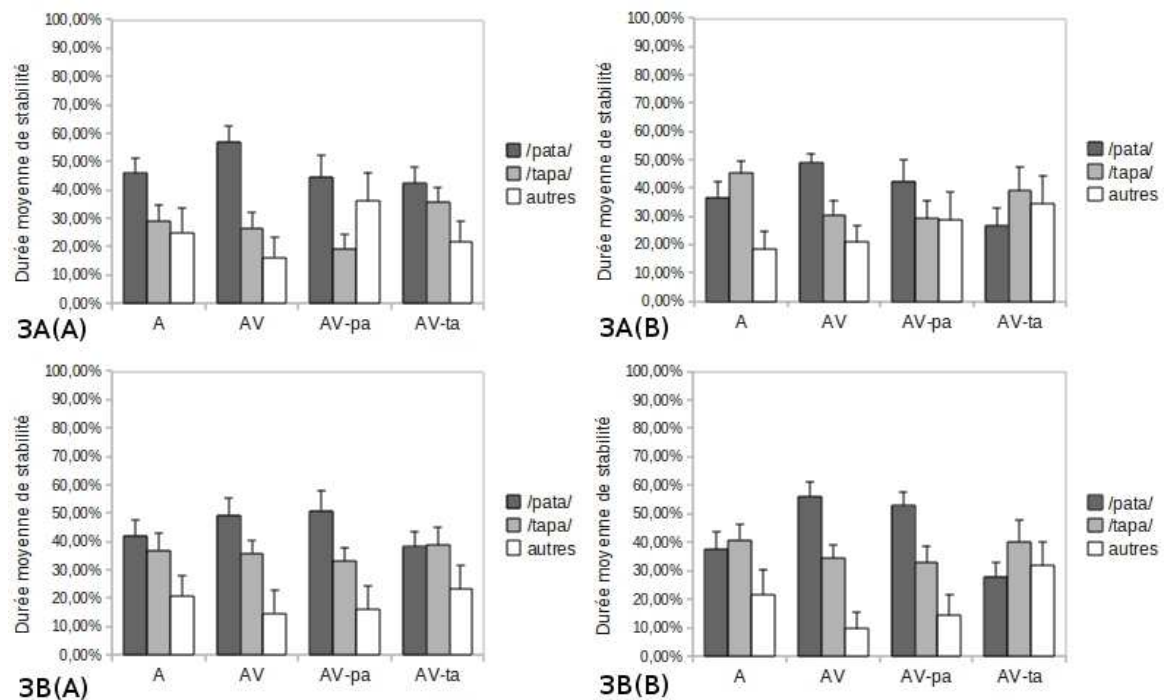 100,00%
90,00%
80,00%
70,00%
60,00%
50,00%
40,00%
30,00%
20,00%
10,00%
0,00%
Durée moyenne de stabilité
A AV AV-pa AV-ta
/pata/
/tapa/
autres
3A(A)
100,00%
90,00%
80,00%
70,00%
60,00%
50,00%
40,00%
30,00%
20,00%
10,00%
0,00%
Durée moyenne de stabilité
A AV AV-pa AV-ta
/pata/
/tapa/
autres
3A(B)
100,00%
90,00%
80,00%
70,00%
60,00%
50,00%
40,00%
30,00%
20,00%
10,00%
0,00%
Durée moyenne de stabilité
A AV AV-pa AV-ta
/pata/
/tapa/
autres
3B(A)
100,00%
90,00%
80,00%
70,00%
60,00%
50,00%
40,00%
30,00%
20,00%
10,00%
0,00%
Durée moyenne de stabilité
A AV AV-pa AV-ta
/pata/
/tapa/
autres
3B(B)